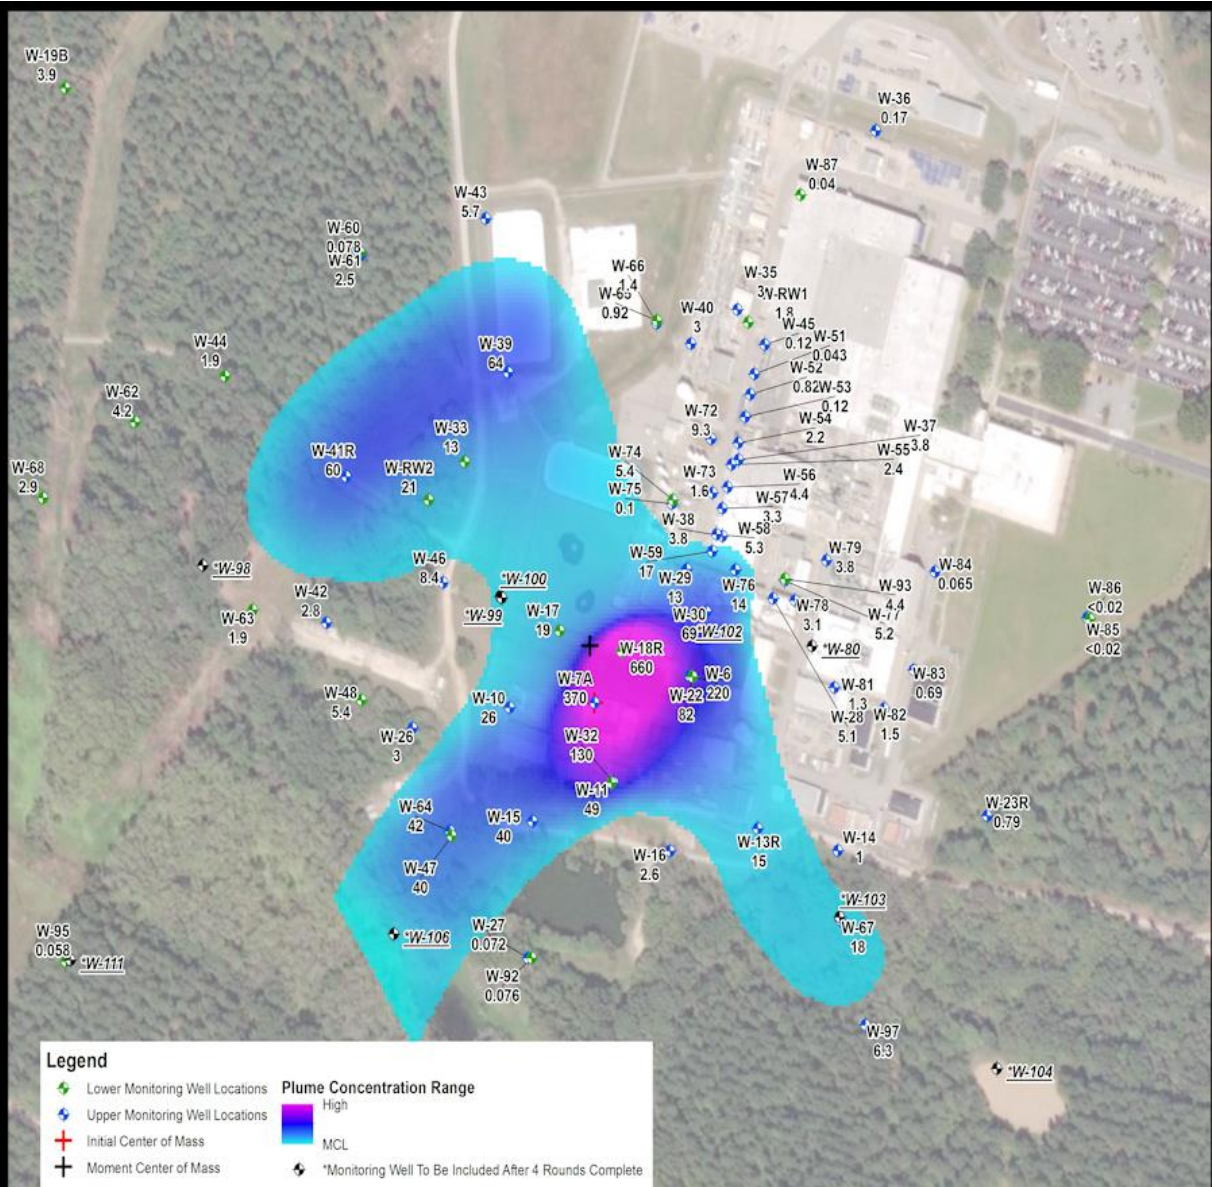 W-19B
3.9
W-36
0.17
W-87
0.04
W-43
5.7
W-60
0.078
W-61
2.5
W-66
1.4
W-65
0.92
W-35
3
W-RW1
1.8
W-40
3
W-45
0.12
W-51
0.043
W-39
64
W-44
1.9
W-52
0.82
W-53
0.12
W-62
4.2
W-72
9.3
W-54
2.2
W-37
3.8
W-33
13
W-74
5.4
W-55
2.4
W-68
2.9
W-41R
60
W-RW2
21
W-75
0.1
W-73
1.6
W-56
4.4
W-57
3.3
W-38
3.8
W-58
5.3
W-59
17
W-79
3.8
W-84
0.065
*W-98
W-46
8.4
*W-100
W-29
13
W-76
14
W-93
4.4
W-86
<0.02
W-85
<0.02
W-42
2.8
*W-99
W-63
1.9
W-17
19
W-30
69
*W-102
W-78
3.1
W-77
5.2
*W-80
W-18R
660
W-7A
370
W-6
220
W-22
82
W-83
0.69
W-81
1.3
W-48
5.4
W-10
26
W-28
5.1
W-82
1.5
W-26
3
W-32
130
W-11
49
W-64
42
W-15
40
W-23R
0.79
W-13R
15
W-14
1
W-16
2.6
W-47
40
*W-103
W-67
18
*W-106
W-27
0.072
W-95
0.058
*W-111
W-92
0.076
W-97
6.3
*W-104
Legend
Lower Monitoring Well Locations
Upper Monitoring Well Locations
Initial Center of Mass
Moment Center of Mass
Plume Concentration Range
High
MCL
*Monitoring Well To Be Included After 4 Rounds Complete